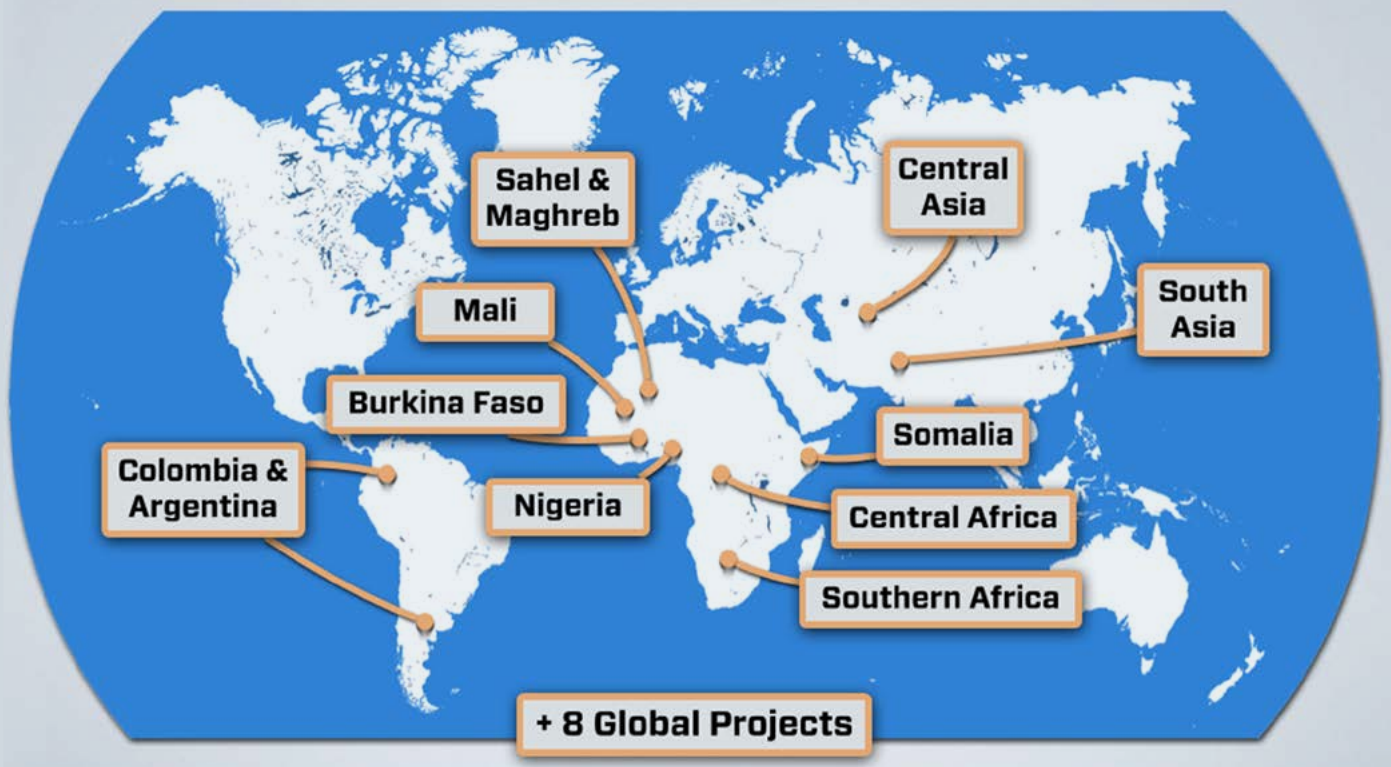 Sahel &
Maghreb
Central
Asia
Mali
South
Asia
Burkina Faso
Somalia
Colombia &
Argentina
Nigeria
Central Africa
Southern Africa
+ 8 Global Projects